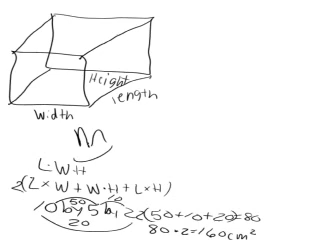 Height
length
width
L·W·H
2(L × W + W·H + L×H)
50 10
10 by 5 by 2 2(50+10+20)=80
20
80·2=160cm²